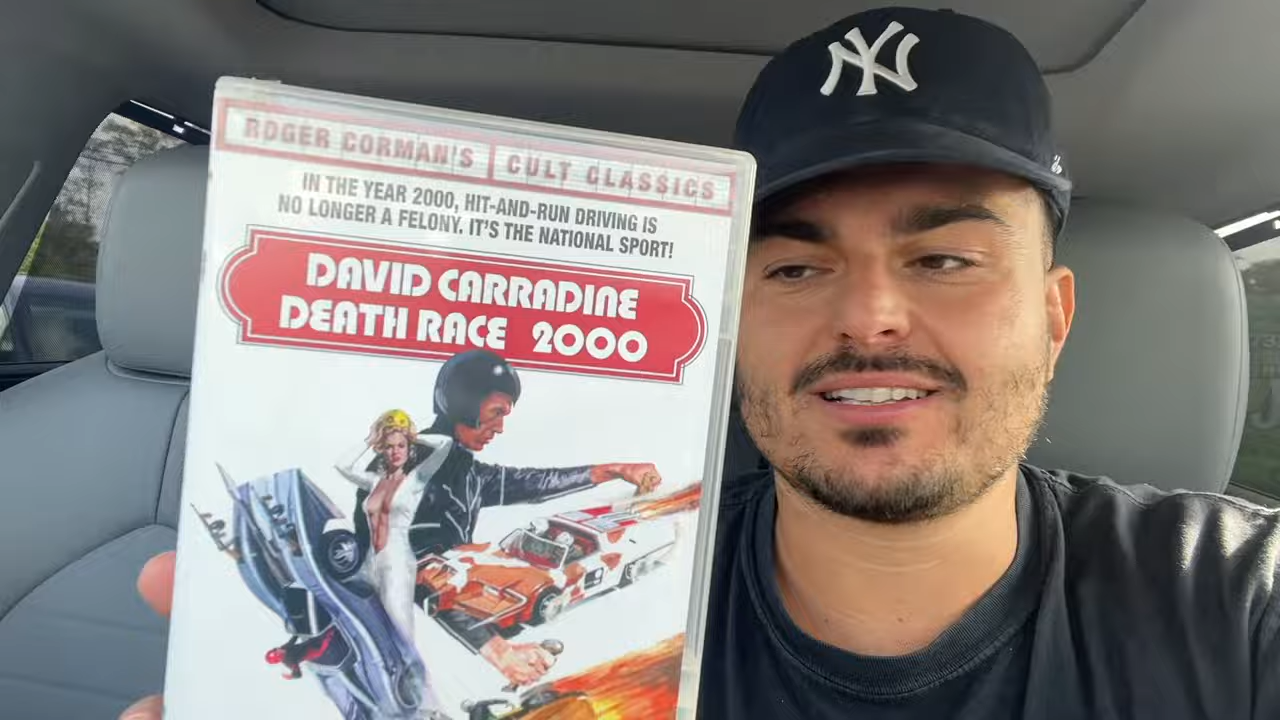 ROGER CORMAN'S | CULT CLASSICS
IN THE YEAR 2000, HIT-AND-RUN DRIVING IS
NO LONGER A FELONY. IT'S THE NATIONAL SPORT!
DAVID CARRADINE
DEATH RACE 2000
NY